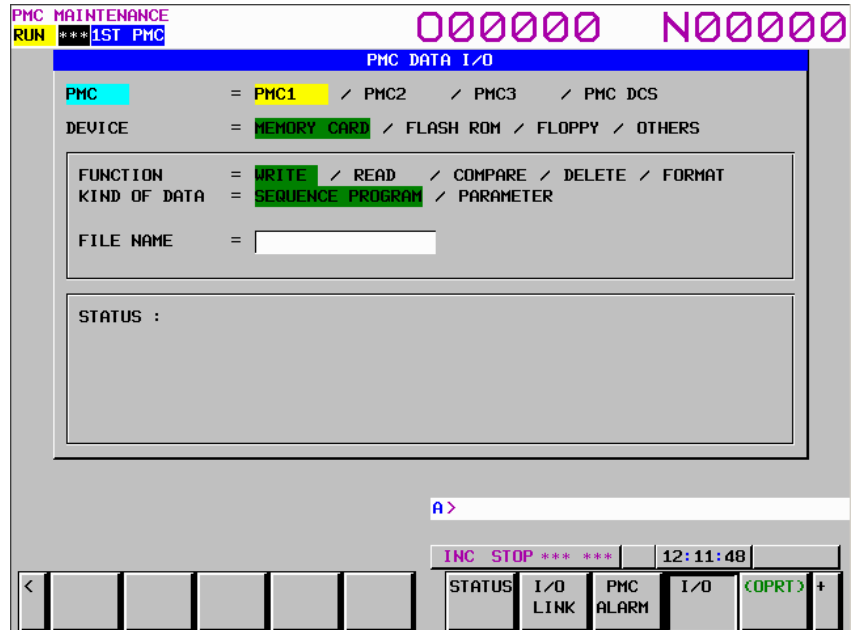 PMC MAINTENANCE
RUN ***1ST PMC
O00000 N00000
PMC DATA I/O
PMC = PMC1 / PMC2 / PMC3 / PMC DCS
DEVICE = MEMORY CARD / FLASH ROM / FLOPPY / OTHERS
FUNCTION = WRITE / READ / COMPARE / DELETE / FORMAT
KIND OF DATA = SEQUENCE PROGRAM / PARAMETER
FILE NAME =
STATUS :
A>
INC STOP *** *** 12:11:48
< STATUS I/O LINK PMC ALARM I/O (OPRT) +